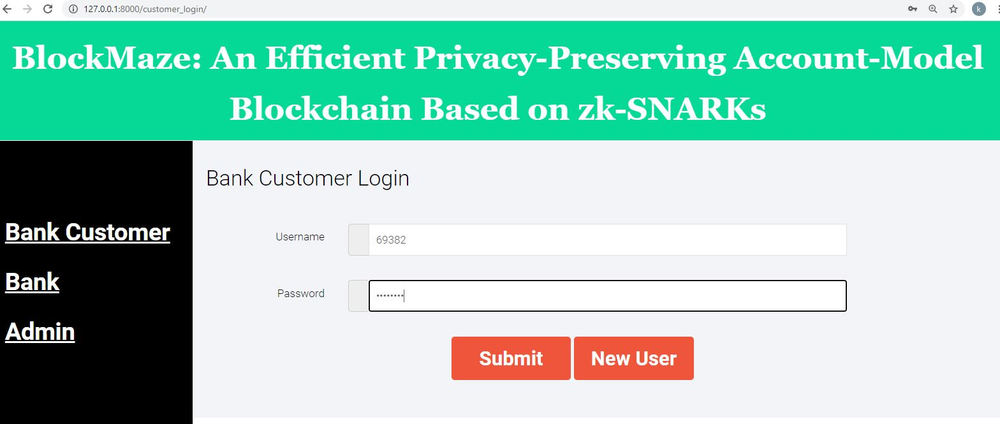 127.0.0.1:8000/customer_login/
k
BlockMaze: An Efficient Privacy-Preserving Account-Model
Blockchain Based on zk-SNARKs
Bank Customer
Bank
Admin
Bank Customer Login
Username
69382
Password
••••••••
Submit
New User